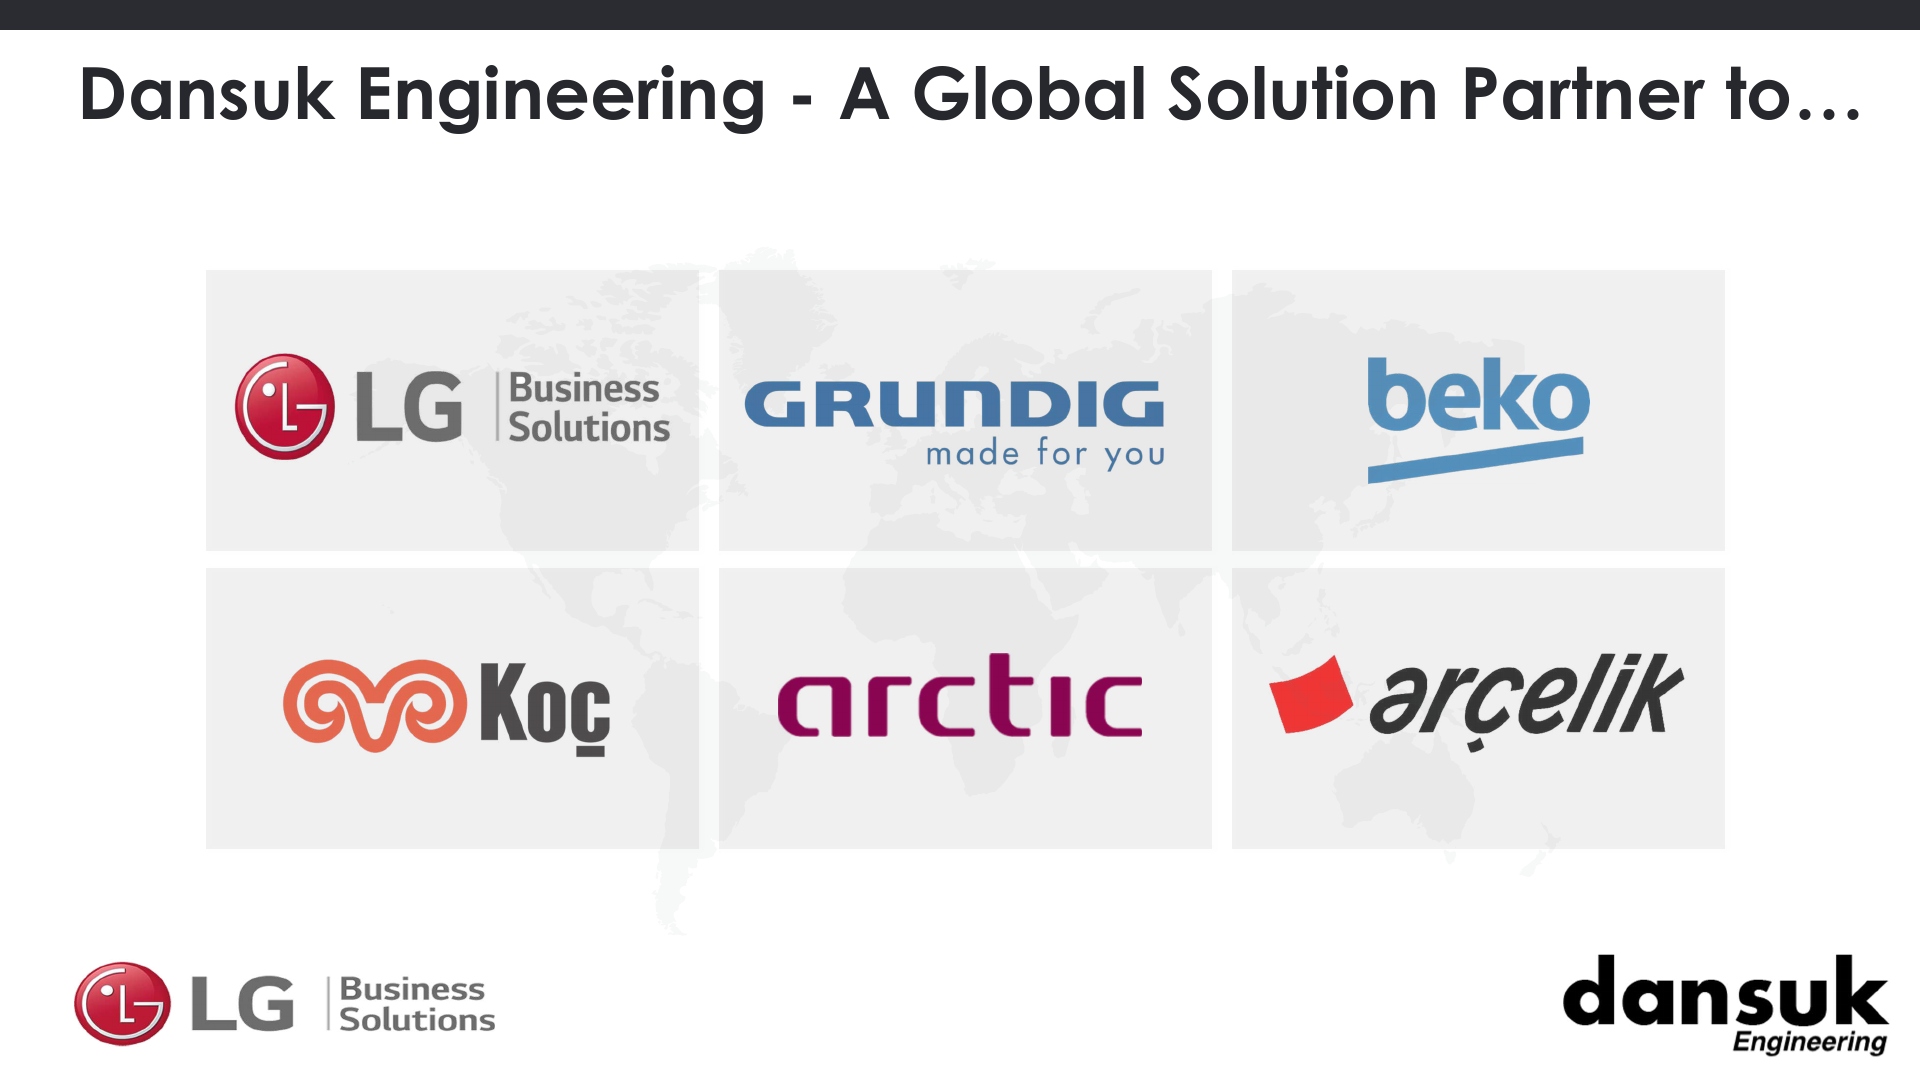 Dansuk Engineering - A Global Solution Partner to…
LG Business
Solutions
GRUNDIG
made for you
beko
Koç
arctic
arçelik
LG Business
Solutions
dansuk
Engineering